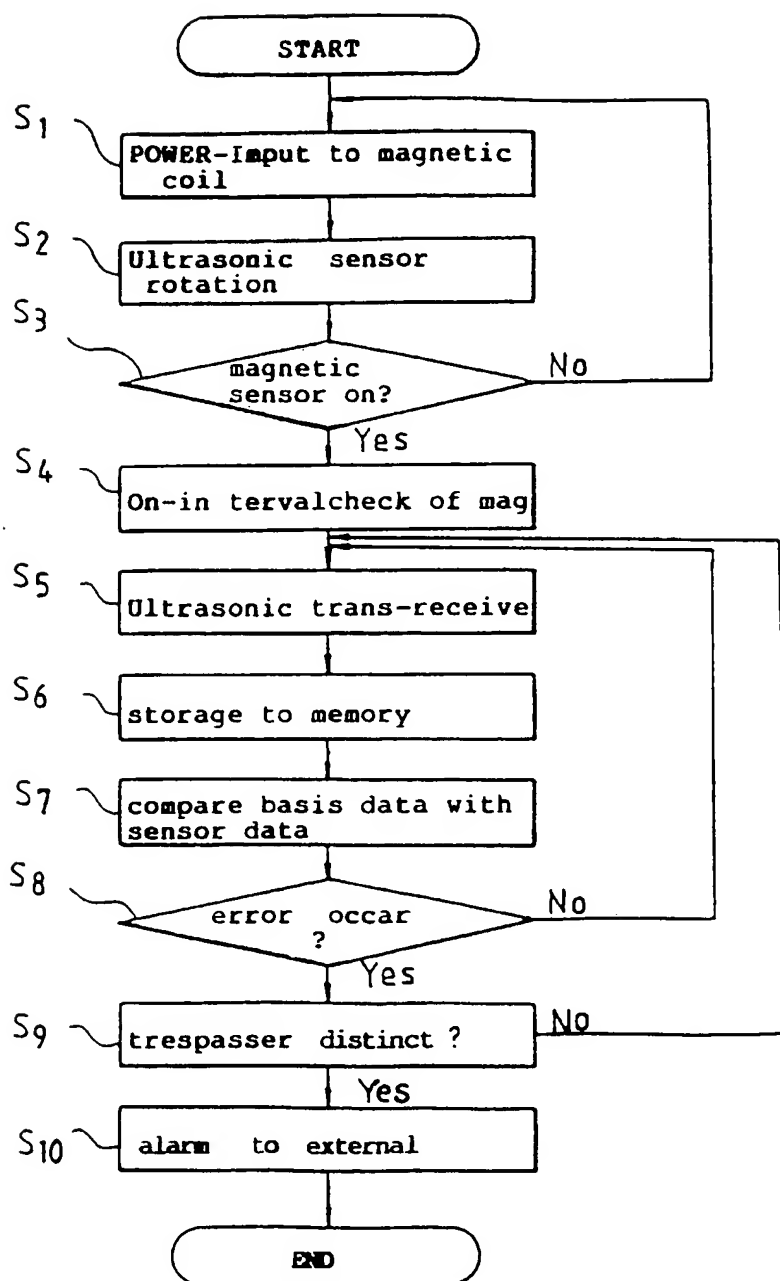 START
S1
POWER-Imput to magnetic
coil
S2
Ultrasonic sensor
rotation
S3
magnetic
sensor on?
No
Yes
S4
On-in tervalcheck of mag
S5
Ultrasonic trans-receive
S6
storage to memory
S7
compare basis data with
sensor data
S8
error occar
?
No
Yes
S9
trespasser distinct ?
No
Yes
S10
alarm to external
END